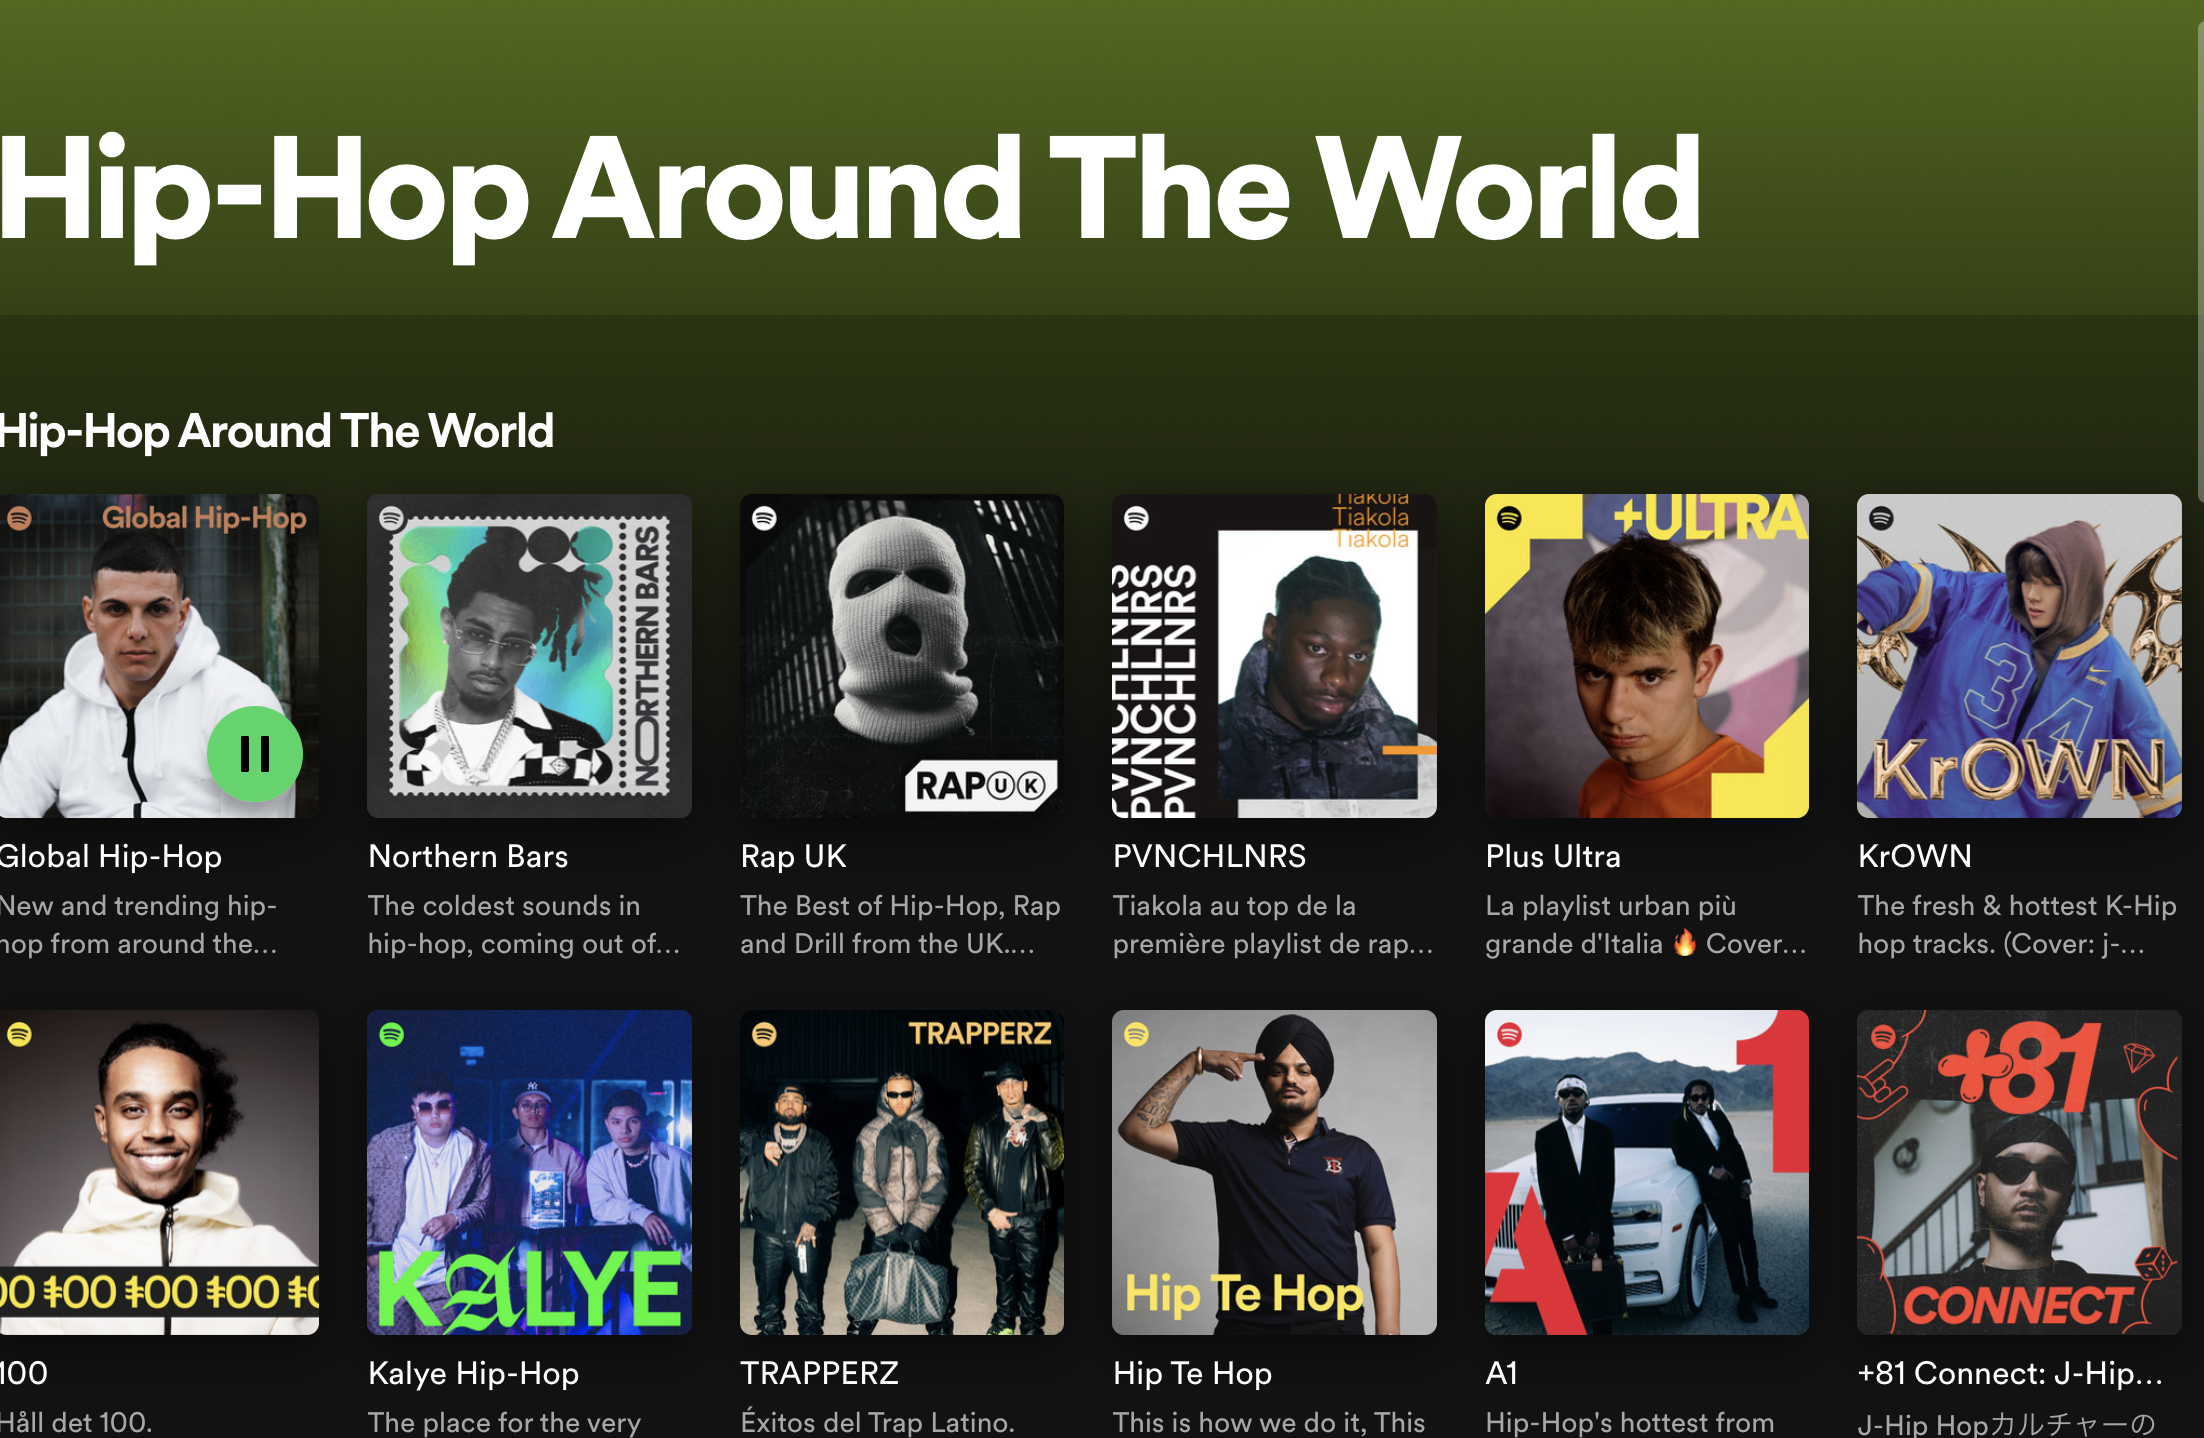 Hip-Hop Around The World
Hip-Hop Around The World
Global Hip-Hop
NORTHERN BARS
RAP UK
Tiakola
Tiakola
Tiakola
PVNCHLNRS
PVNCHLNRS
PVNCHLNRS
+ULTRA
34
KrOWN
Global Hip-Hop
New and trending hip-
hop from around the...
Northern Bars
The coldest sounds in
hip-hop, coming out of...
Rap UK
The Best of Hip-Hop, Rap
and Drill from the UK....
PVNCHLNRS
Tiakola au top de la
première playlist de rap...
Plus Ultra
La playlist urban più
grande d'Italia 🔥 Cover...
KrOWN
The fresh & hottest K-Hip
hop tracks. (Cover: j-...
100 100 100 100 100
KALYE
TRAPPERZ
Hip Te Hop
A1
+81
CONNECT
100
Håll det 100.
Kalye Hip-Hop
The place for the very
TRAPPERZ
Éxitos del Trap Latino.
Hip Te Hop
This is how we do it, This
A1
Hip-Hop's hottest from
+81 Connect: J-Hip...
J-Hip Hopカルチャーの